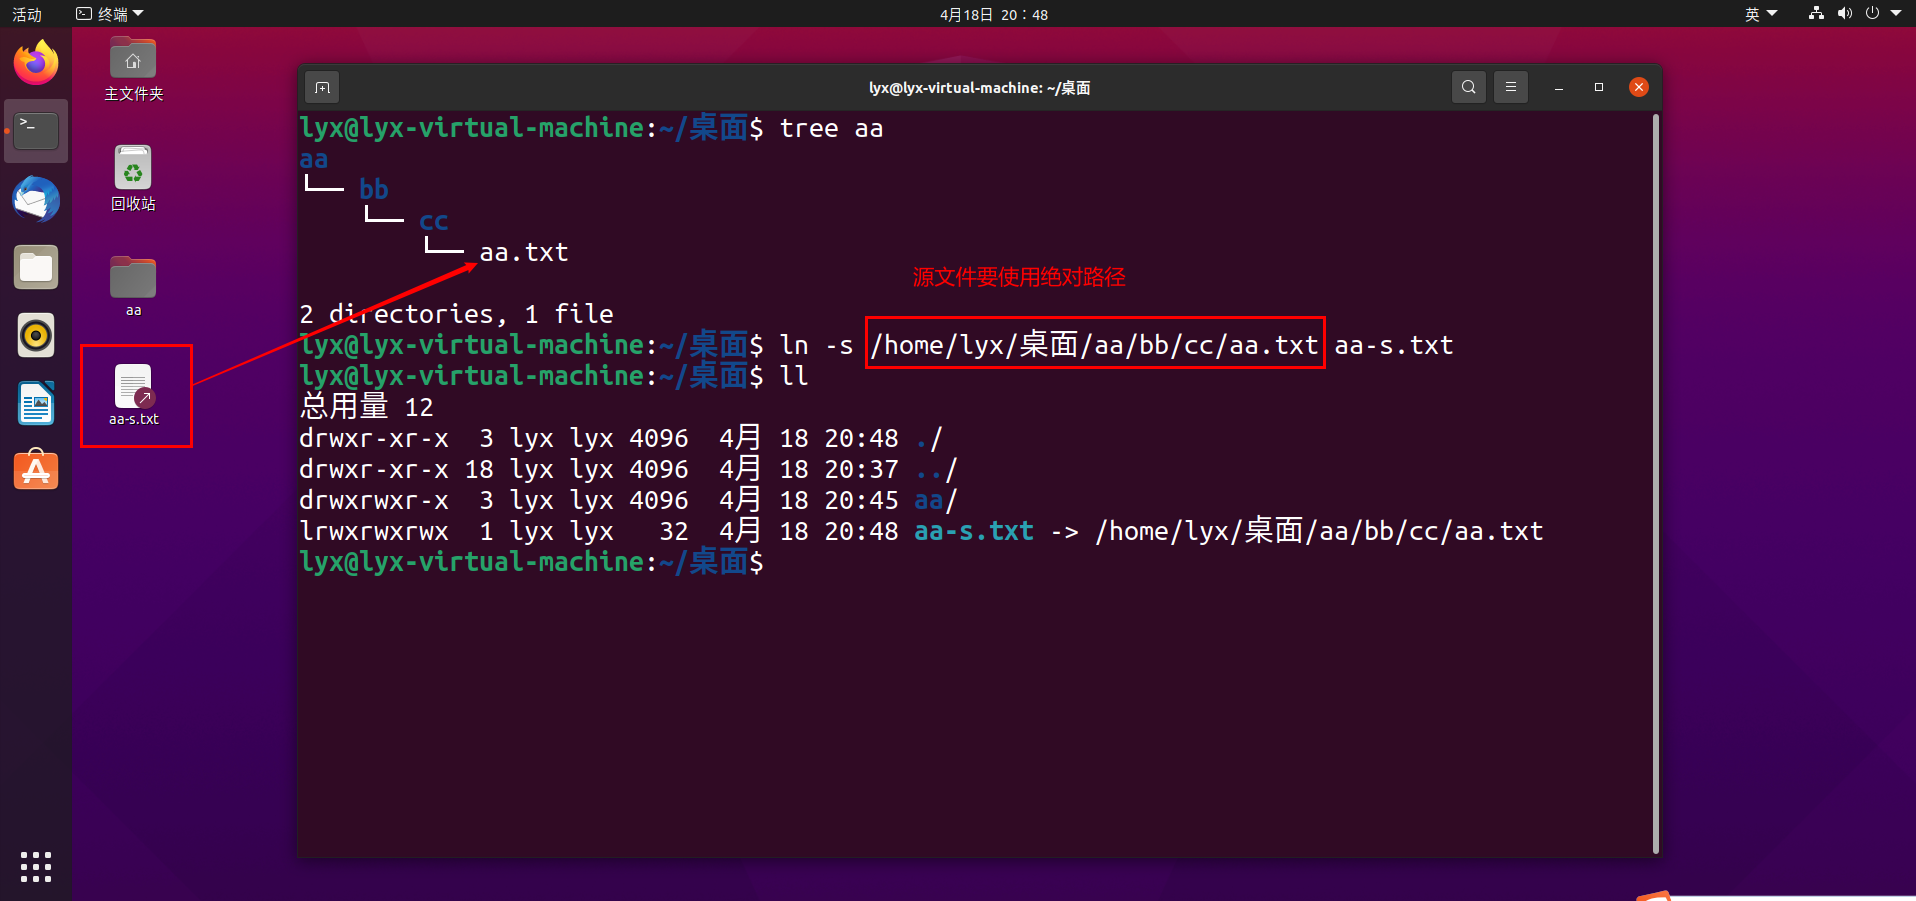 活动
终端
4月18日 20：48
英
主文件夹
回收站
aa
aa-s.txt
lyx@lyx-virtual-machine: ~/桌面
lyx@lyx-virtual-machine:~/桌面$ tree aa
aa
└── bb
    └── cc
        └── aa.txt
源文件要使用绝对路径
2 directories, 1 file
lyx@lyx-virtual-machine:~/桌面$ ln -s /home/lyx/桌面/aa/bb/cc/aa.txt aa-s.txt
lyx@lyx-virtual-machine:~/桌面$ ll
总用量 12
drwxr-xr-x  3 lyx lyx 4096  4月 18 20:48 ./
drwxr-xr-x 18 lyx lyx 4096  4月 18 20:37 ../
drwxrwxr-x  3 lyx lyx 4096  4月 18 20:45 aa/
lrwxrwxrwx  1 lyx lyx   32  4月 18 20:48 aa-s.txt -> /home/lyx/桌面/aa/bb/cc/aa.txt
lyx@lyx-virtual-machine:~/桌面$